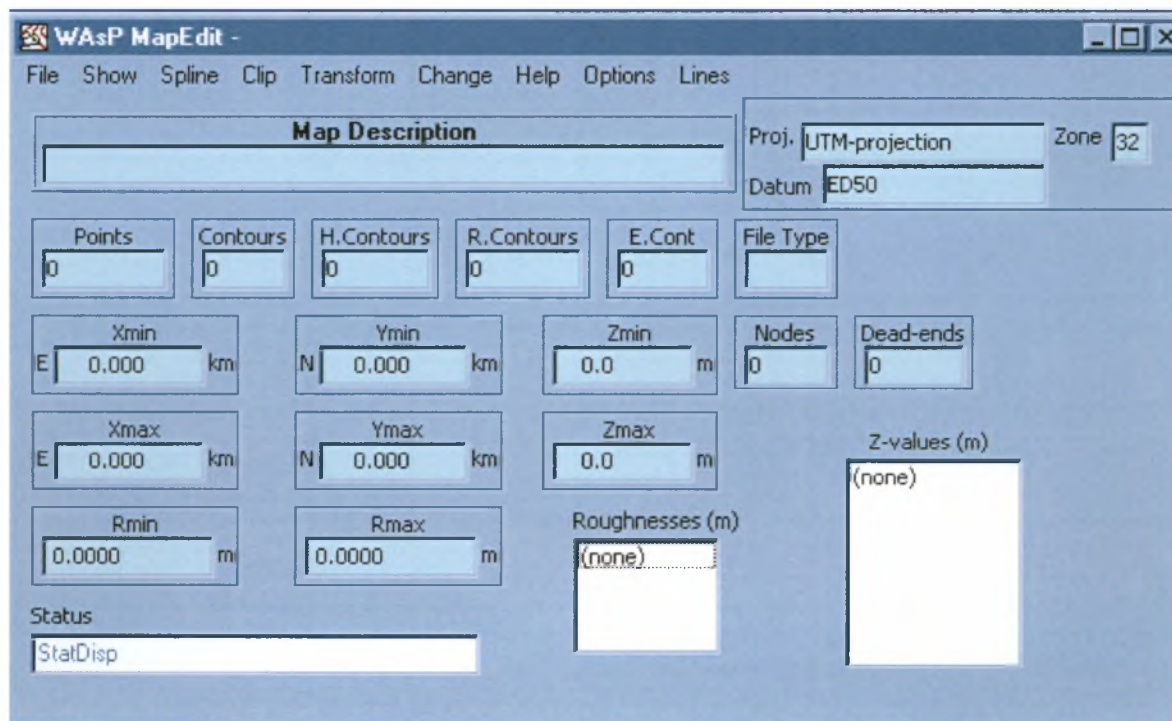 WAsP MapEdit -
File Show Spline Clip Transform Change Help Options Lines
Map Description
Proj. UTM-projection Zone 32
Datum ED50
Points Contours H.Contours R.Contours E.Cont File Type
0 0 0 0 0
Xmin Ymin Zmin Nodes Dead-ends
E 0.000 km N 0.000 km 0.0 m 0 0
Xmax Ymax Zmax
E 0.000 km N 0.000 km 0.0 m
Z-values (m)
(none)
Rmin Rmax Roughnesses (m)
0.0000 m 0.0000 m (none)
Status
StatDisp